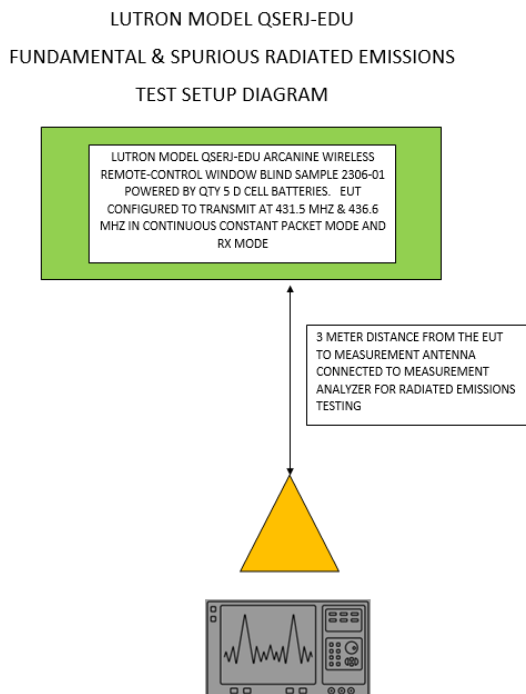 LUTRON MODEL QSERJ-EDU
FUNDAMENTAL & SPURIOUS RADIATED EMISSIONS
TEST SETUP DIAGRAM
LUTRON MODEL QSERJ-EDU ARCANINE WIRELESS
REMOTE-CONTROL WINDOW BLIND SAMPLE 2306-01
POWERED BY QTY 5 D CELL BATTERIES. EUT
CONFIGURED TO TRANSMIT AT 431.5 MHZ & 436.6
MHZ IN CONTINUOUS CONSTANT PACKET MODE AND
RX MODE
3 METER DISTANCE FROM THE EUT
TO MEASUREMENT ANTENNA
CONNECTED TO MEASUREMENT
ANALYZER FOR RADIATED EMISSIONS
TESTING